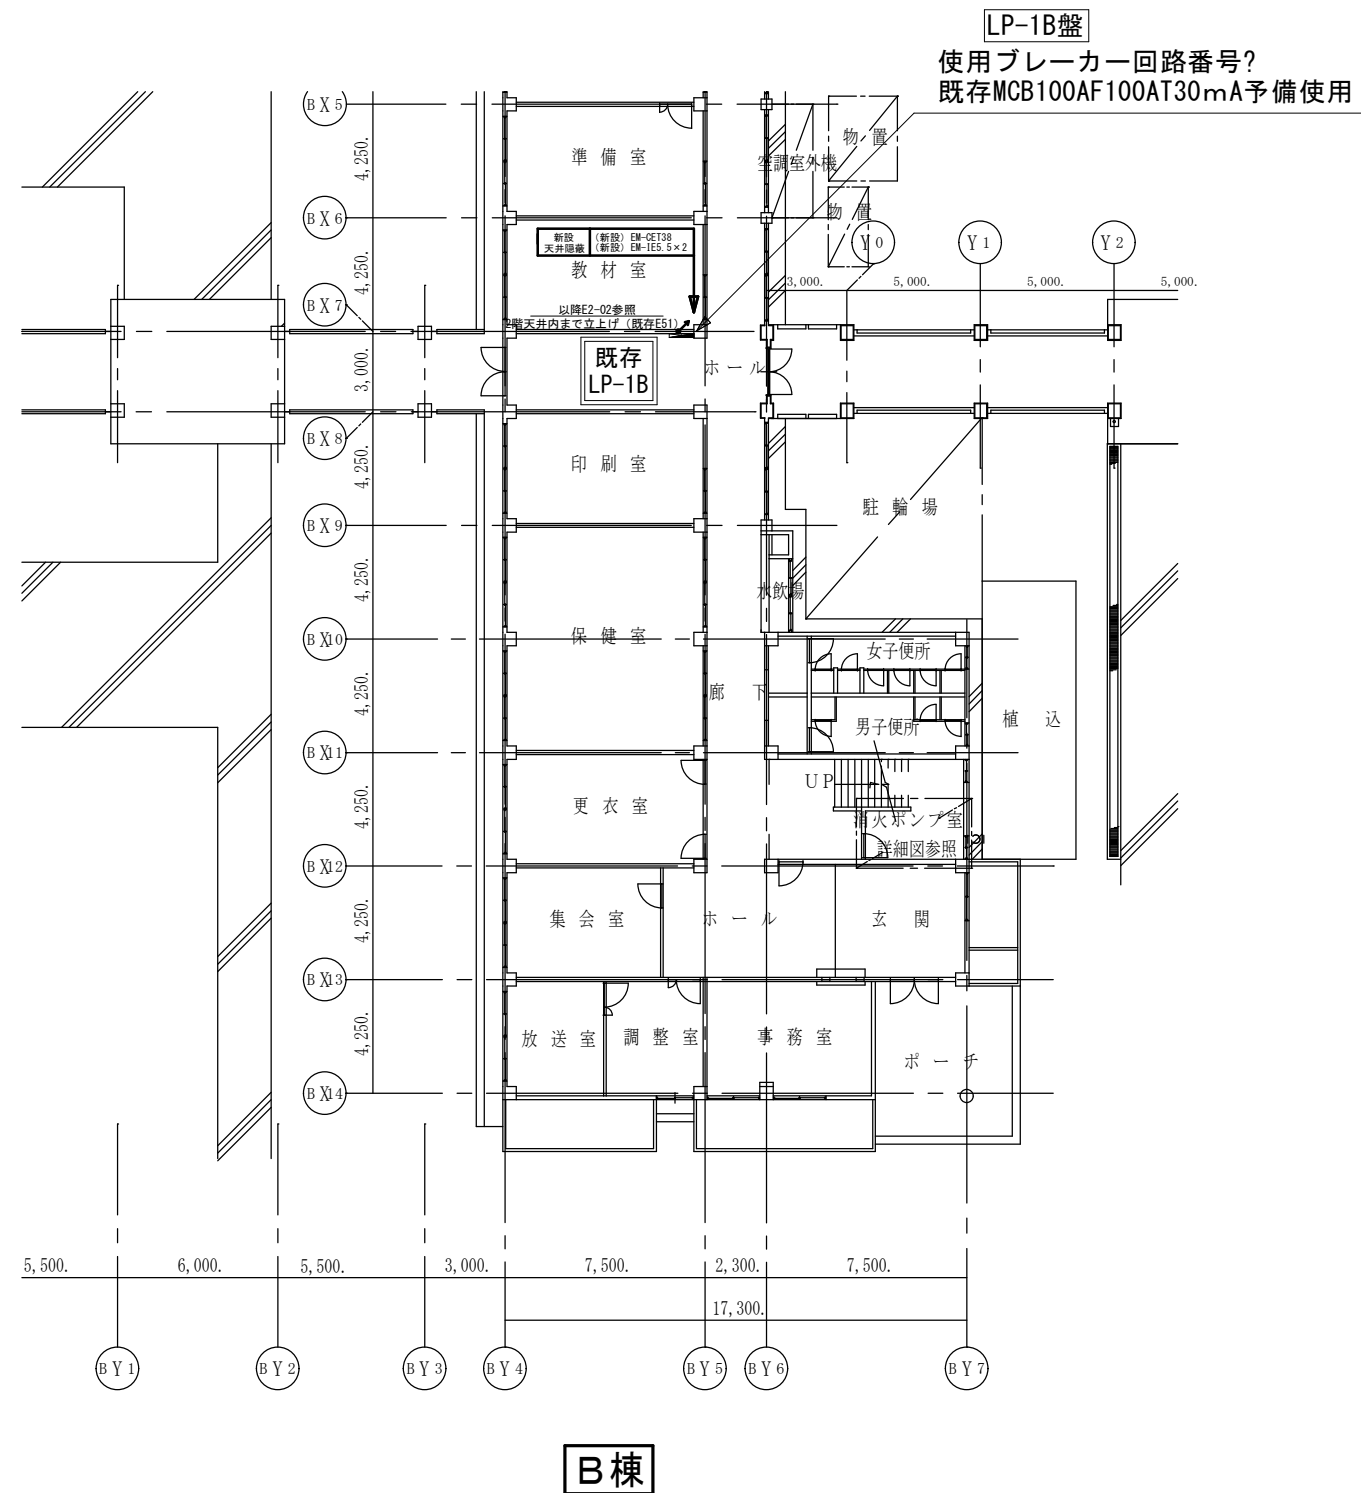 LP-1B盤
使用ブレーカー回路番号?
既存MCB100AF100AT30mA予備使用
BX5
4,250.
準備室
空調室外機
物置
BX6
物置
Y0
Y1
Y2
新設
天井隠蔽
(新設) EM-CET38
(新設) EM-IE5.5×2
4,250.
教材室
3,000.
5,000.
5,000.
5,000.
BX7
以降E2-02参照
2階天井内まで立上げ (既存E51)
3,000.
既存
LP-1B
ホール
BX8
4,250.
印刷室
駐輪場
BX9
4,250.
水飲場
BX10
保健室
女子便所
4,250.
廊下
男子便所
植込
BX11
UP
4,250.
更衣室
消火ポンプ室
詳細図参照
BX12
4,250.
集会室
ホール
玄関
BX13
4,250.
放送室
調整室
事務室
ポーチ
BX14
5,500.
6,000.
5,500.
3,000.
7,500.
2,300.
7,500.
17,300.
BY1
BY2
BY3
BY4
BY5
BY6
BY7
B棟